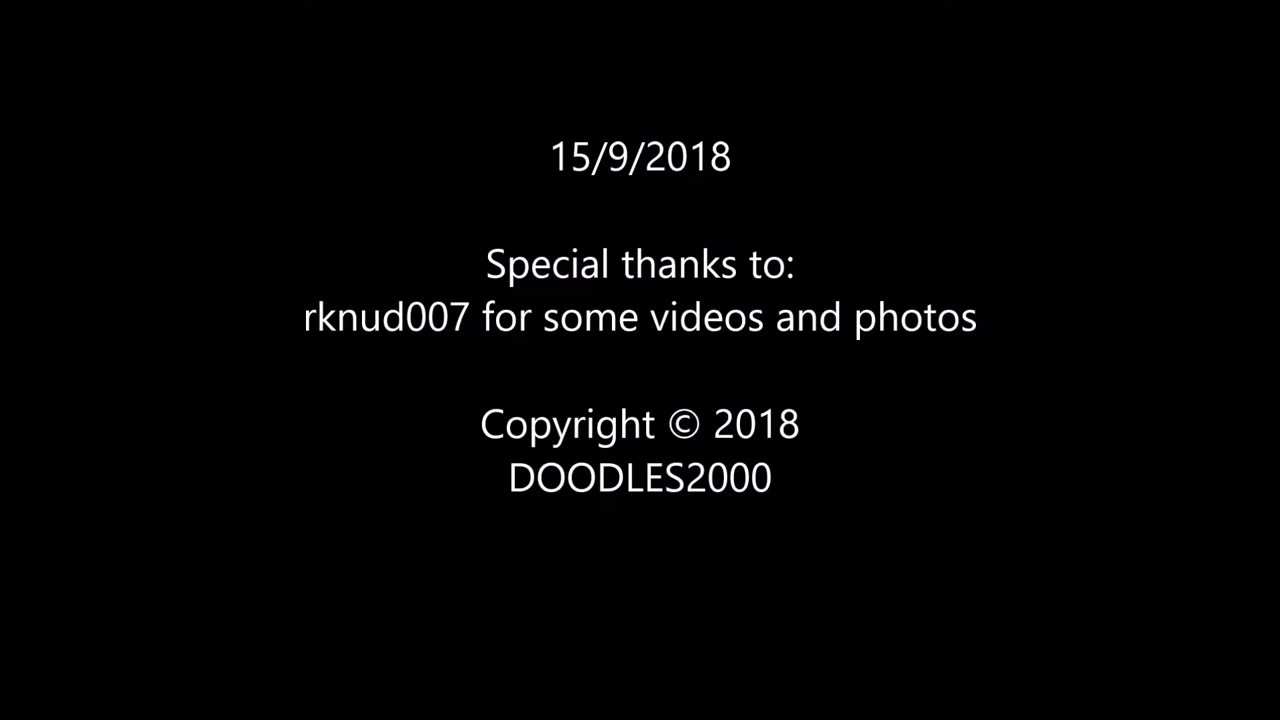 15/9/2018
Special thanks to:
rknud007 for some videos and photos
Copyright © 2018
DOODLES2000